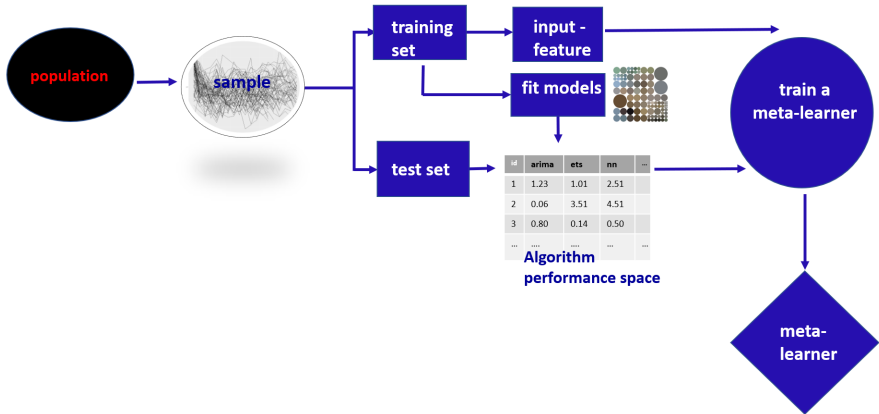 population
sample
training
set
input -
feature
fit models
test set
id arima ets nn ...
1 1.23 1.01 2.51
2 0.06 3.51 4.51
3 0.80 0.14 0.50
... .... .... ... ...
Algorithm
performance space
train a
meta-learner
meta-
learner